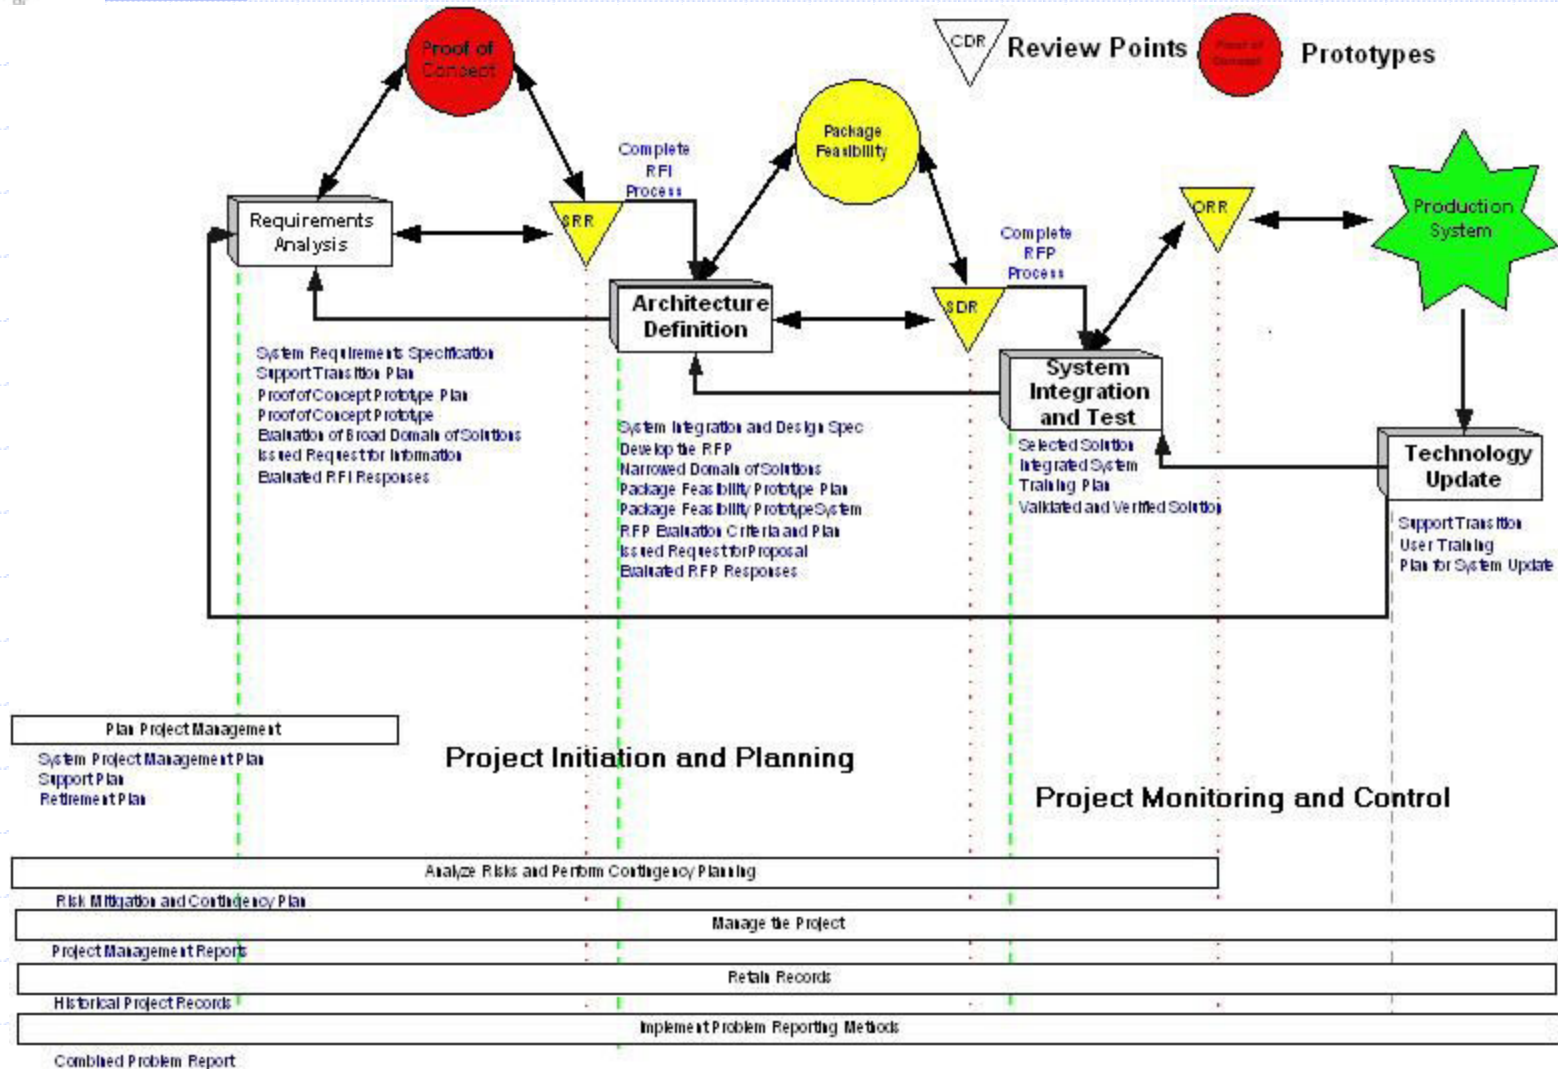 Proof of
Concept
CDR
Review Points
Proof of
Concept
Prototypes
Package
Feasibility
Complete
RFI
Process
Requirements
Analysis
SRR
Complete
RFP
Process
ORR
Production
System
Architecture
Definition
SDR
System Requirements Specification
Support Transition Plan
Proof of Concept Prototype Plan
Proof of Concept Prototype
Evaluation of Broad Domain of Solutions
Issued Request for Information
Evaluated RFI Responses
System Integration and Design Spec
Develop the RFP
Narrowed Domain of Solutions
Package Feasibility Prototype Plan
Package Feasibility Prototype System
RFP Evaluation Criteria and Plan
Issued Request for Proposal
Evaluated RFP Responses
System
Integration
and Test
Selected Solution
Integrated System
Training Plan
Validated and Verified Solution
Technology
Update
Support Transition
User Training
Plan for System Update
Plan Project Management
System Project Management Plan
Support Plan
Retirement Plan
Project Initiation and Planning
Project Monitoring and Control
Analyze Risks and Perform Contingency Planning
Risk Mitigation and Contingency Plan
Manage the Project
Project Management Reports
Retain Records
Historical Project Records
Implement Problem Reporting Methods
Combined Problem Report